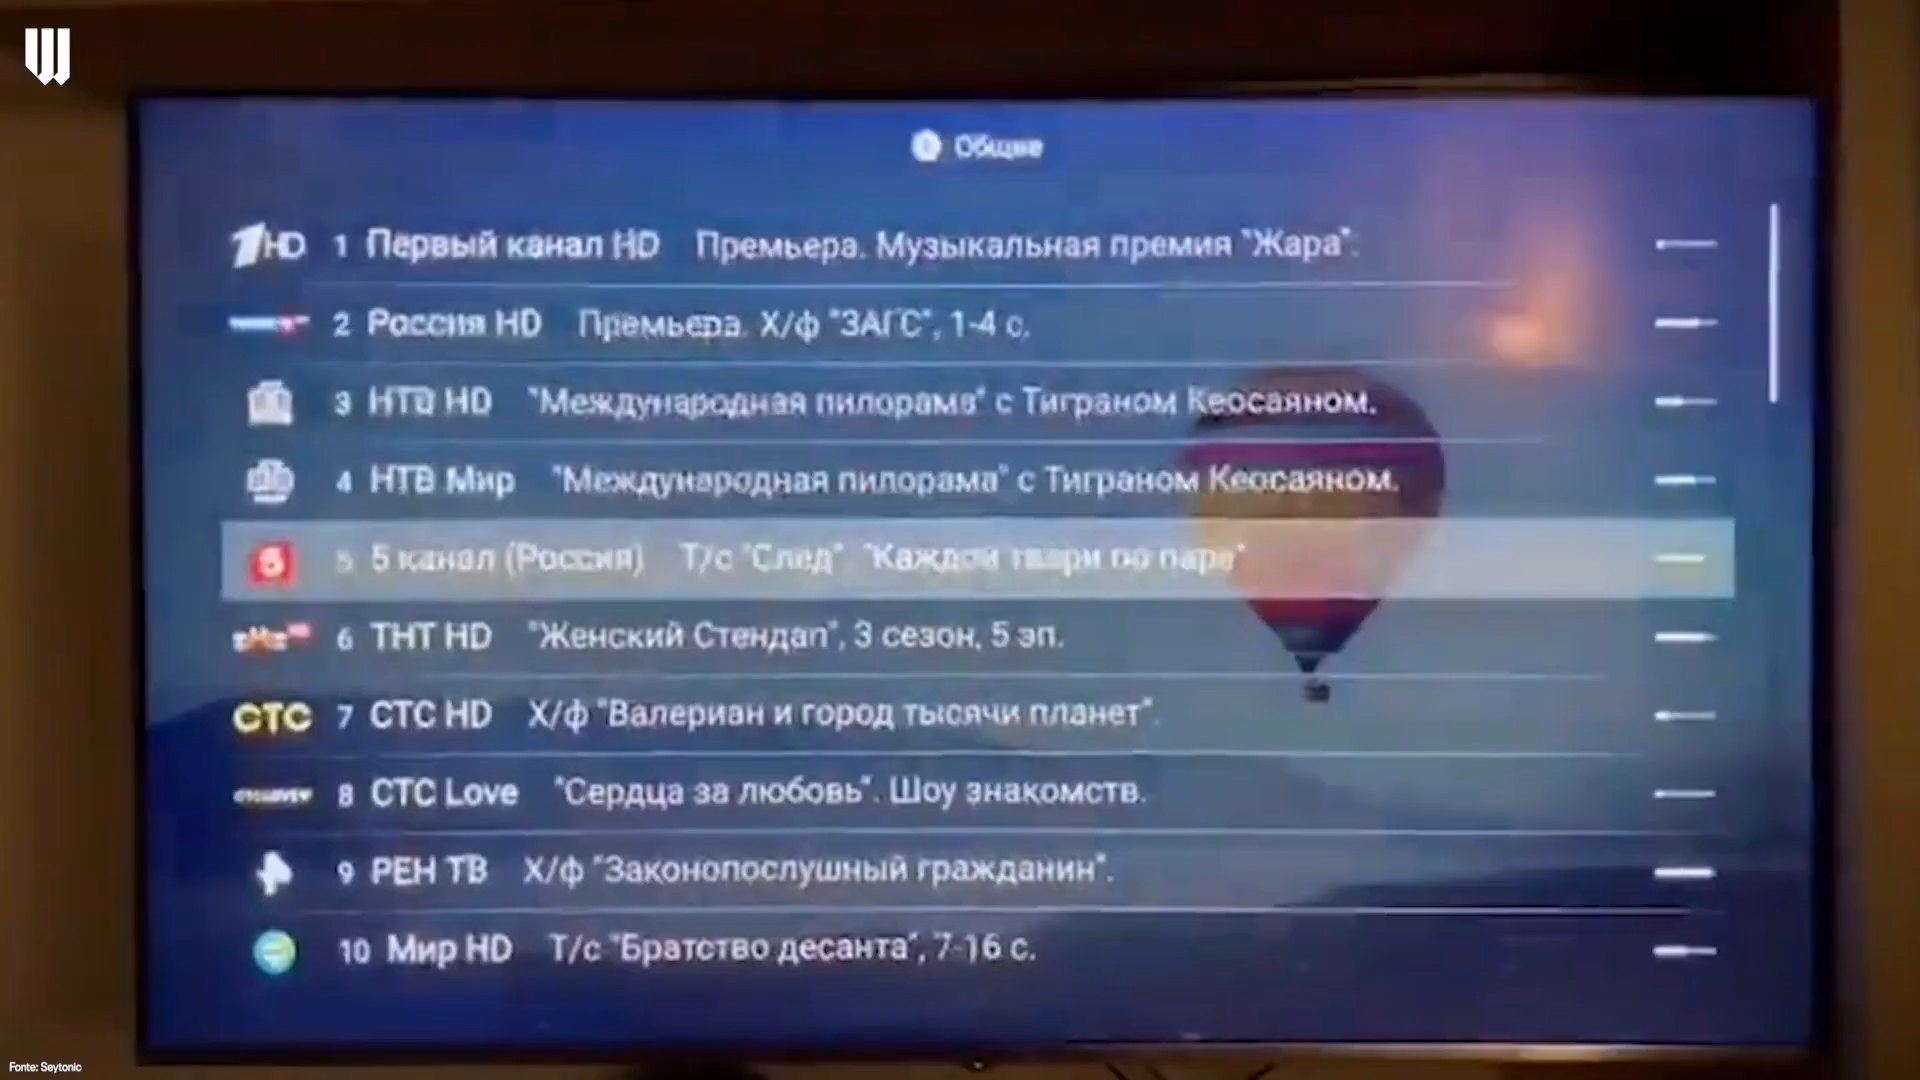 Общие
1HD 1 Первый канал HD Премьера. Музыкальная премия "Жара".
2 Россия HD Премьера. Х/ф "ЗАГС", 1-4 с.
3 НТВ HD "Международная пилорама" с Тиграном Кеосаяном.
4 НТВ Мир "Международная пилорама" с Тиграном Кеосаяном.
5 5 5 канал (Россия) Т/с "След". "Каждой твари по паре"
6 ТНТ HD "Женский Стендап", 3 сезон, 5 эп.
СТС 7 СТС HD Х/ф "Валериан и город тысячи планет".
8 СТС Love "Сердца за любовь". Шоу знакомств.
9 РЕН ТВ Х/ф "Законопослушный гражданин".
10 Мир HD Т/с "Братство десанта", 7-16 с.
Fonte: Seytonic